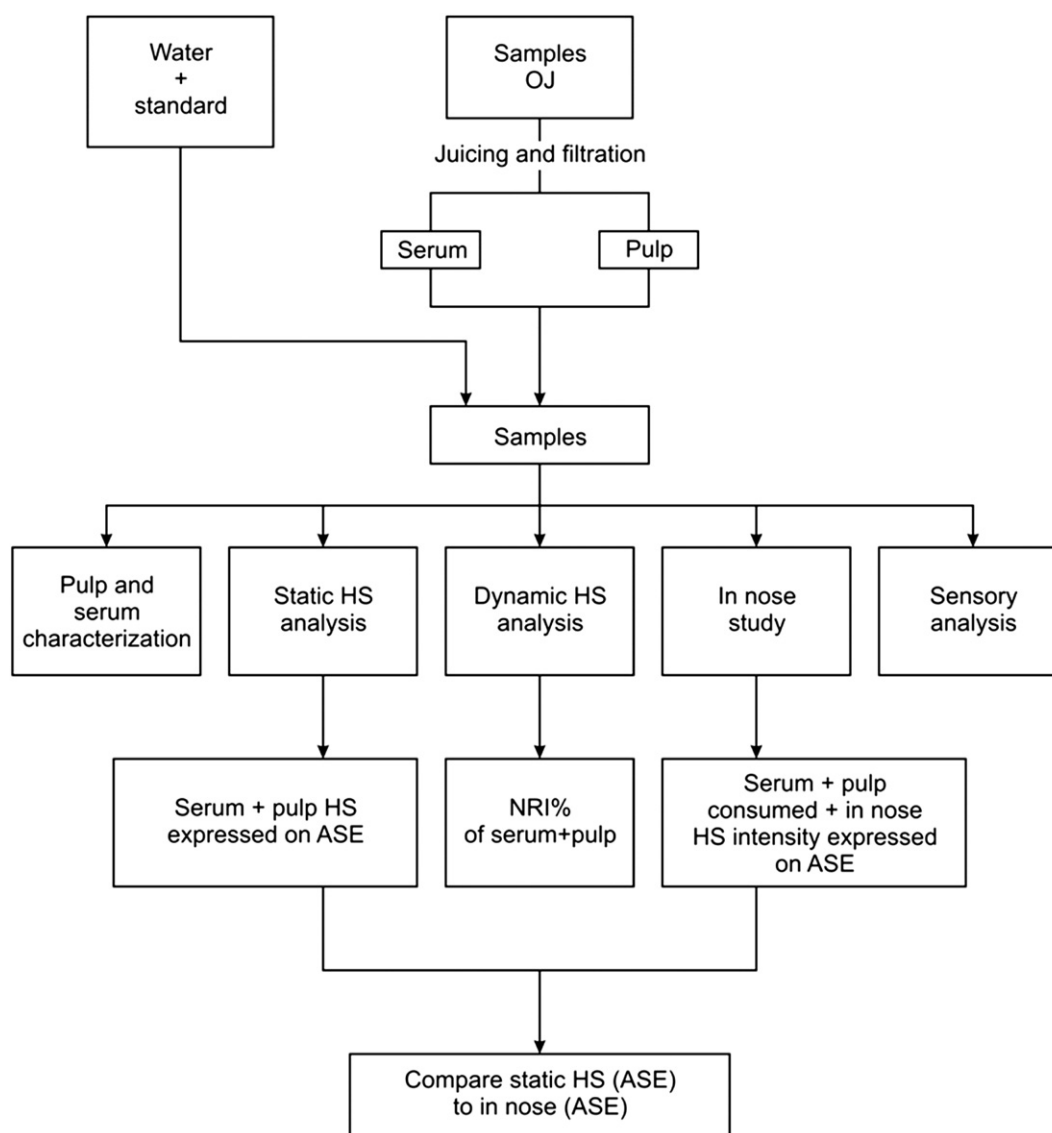 Water
+
standard
Samples
OJ
Juicing and filtration
Serum
Pulp
Samples
Pulp and
serum
characterization
Static HS
analysis
Dynamic HS
analysis
In nose
study
Sensory
analysis
Serum + pulp HS
expressed on ASE
NRI%
of serum+pulp
Serum + pulp
consumed + in nose
HS intensity expressed
on ASE
Compare static HS (ASE)
to in nose (ASE)